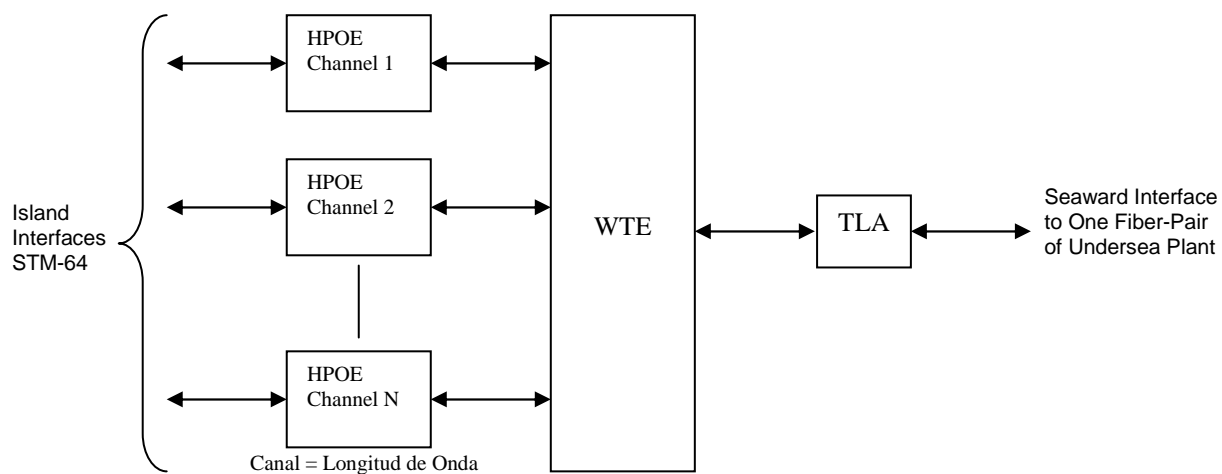 HPOE
Channel 1
HPOE
Channel 2
Island
Interfaces
STM-64
WTE
TLA
Seaward Interface
to One Fiber-Pair
of Undersea Plant
HPOE
Channel N
Canal = Longitud de Onda